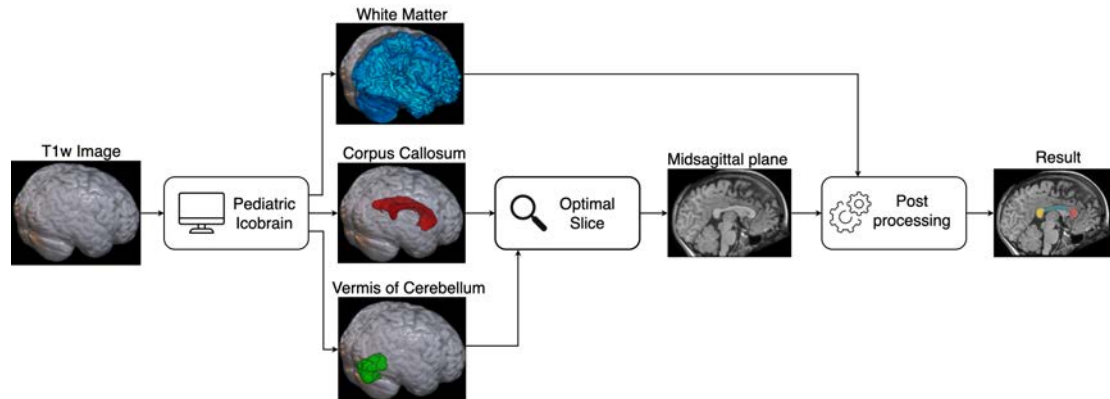 White Matter
T1w Image
Pediatric
Icobrain
Corpus Callosum
Optimal
Slice
Midsagittal plane
Post
processing
Result
Vermis of Cerebellum